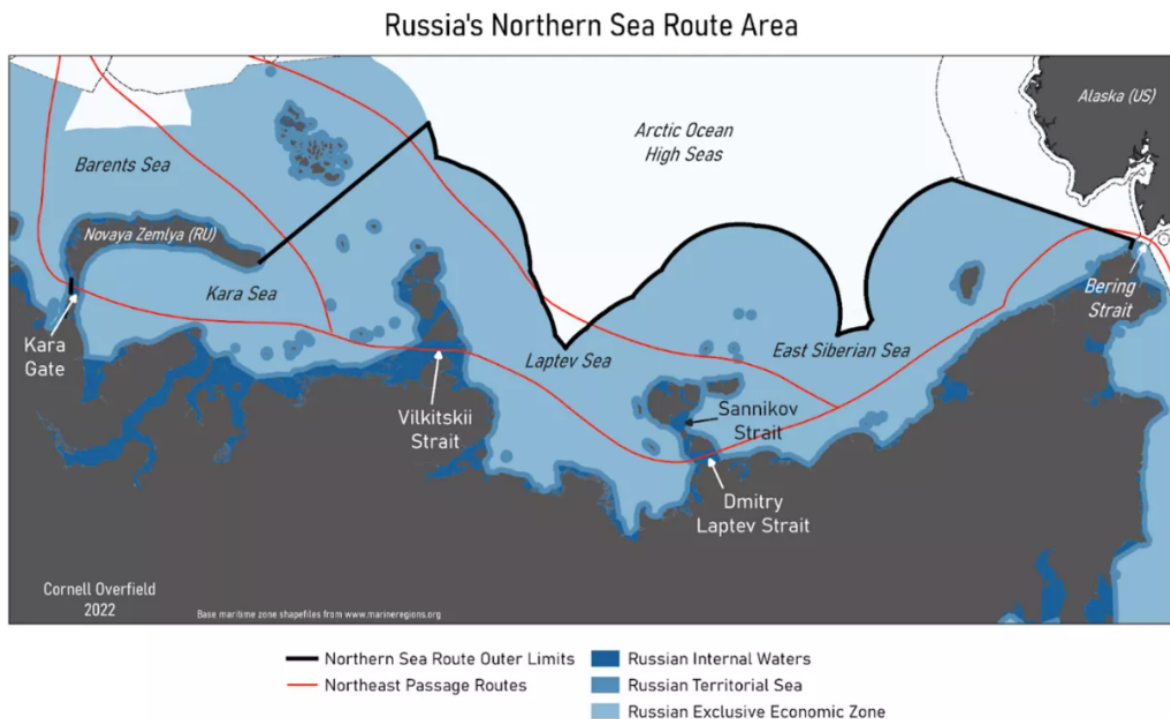 Russia's Northern Sea Route Area
Alaska (US)
Arctic Ocean
High Seas
Barents Sea
Novaya Zemlya (RU)
Kara Sea
Bering
Strait
Kara
Gate
Laptev Sea
East Siberian Sea
Vilkitskii
Strait
Sannikov
Strait
Dmitry
Laptev Strait
Cornell Overfield
2022
Base maritime zone shapefiles from www.marineregions.org
Northern Sea Route Outer Limits
Northeast Passage Routes
Russian Internal Waters
Russian Territorial Sea
Russian Exclusive Economic Zone